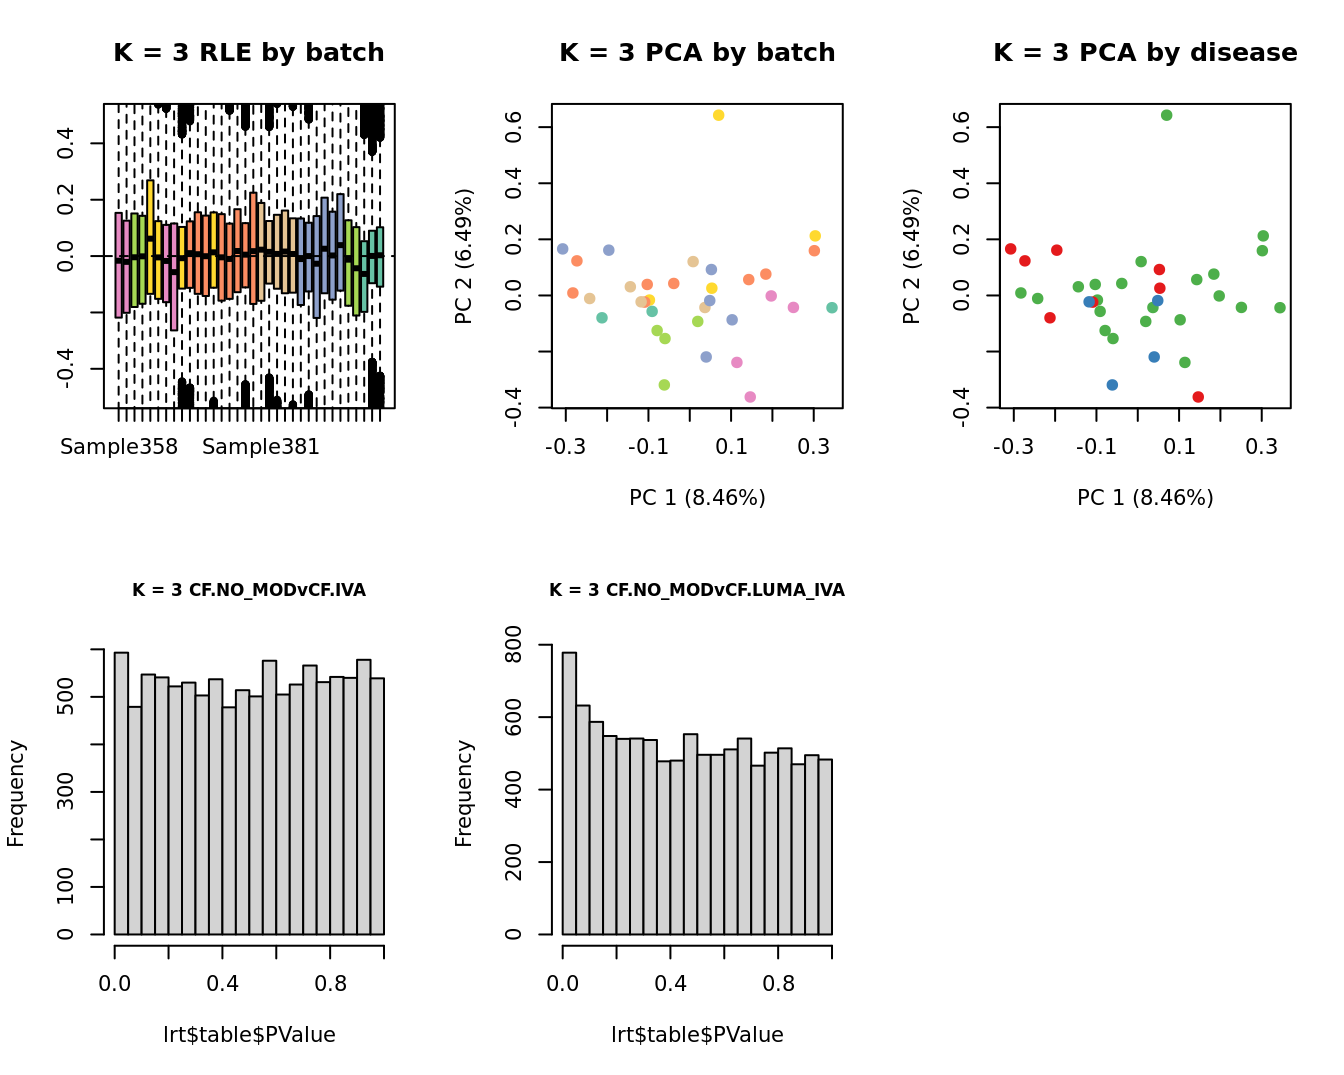 K = 3 RLE by batch
0.4
0.2
0.0
-0.4
Sample358 Sample381
K = 3 PCA by batch
PC 2 (6.49%)
0.6
0.4
0.2
0.0
-0.4
-0.3 -0.1 0.1 0.3
PC 1 (8.46%)
K = 3 PCA by disease
PC 2 (6.49%)
0.6
0.4
0.2
0.0
-0.4
-0.3 -0.1 0.1 0.3
PC 1 (8.46%)
K = 3 CF.NO_MODvCF.IVA
Frequency
500
300
100
0
0.0 0.4 0.8
lrt$table$PValue
K = 3 CF.NO_MODvCF.LUMA_IVA
Frequency
800
600
400
200
0
0.0 0.4 0.8
lrt$table$PValue